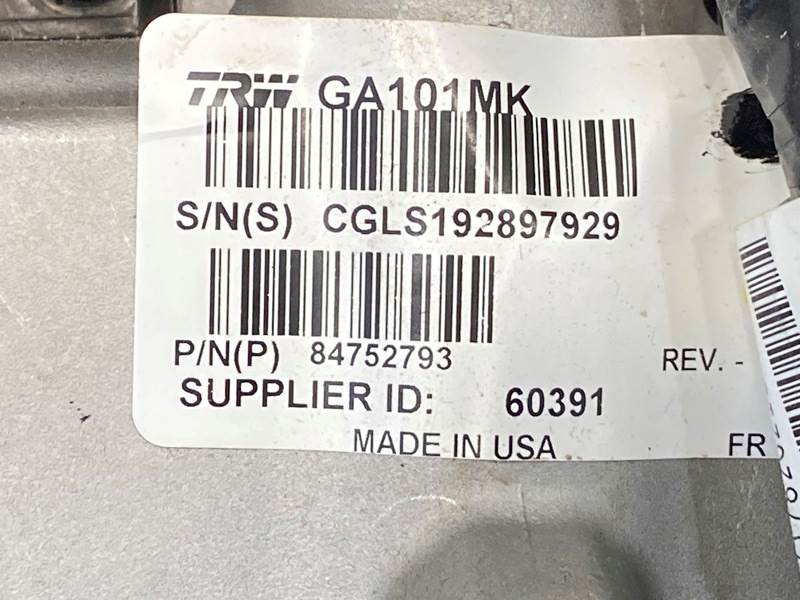 TRW GA101MK
S/N(S) CGLS192897929
P/N(P) 84752793 REV. -
SUPPLIER ID: 60391
MADE IN USA FR